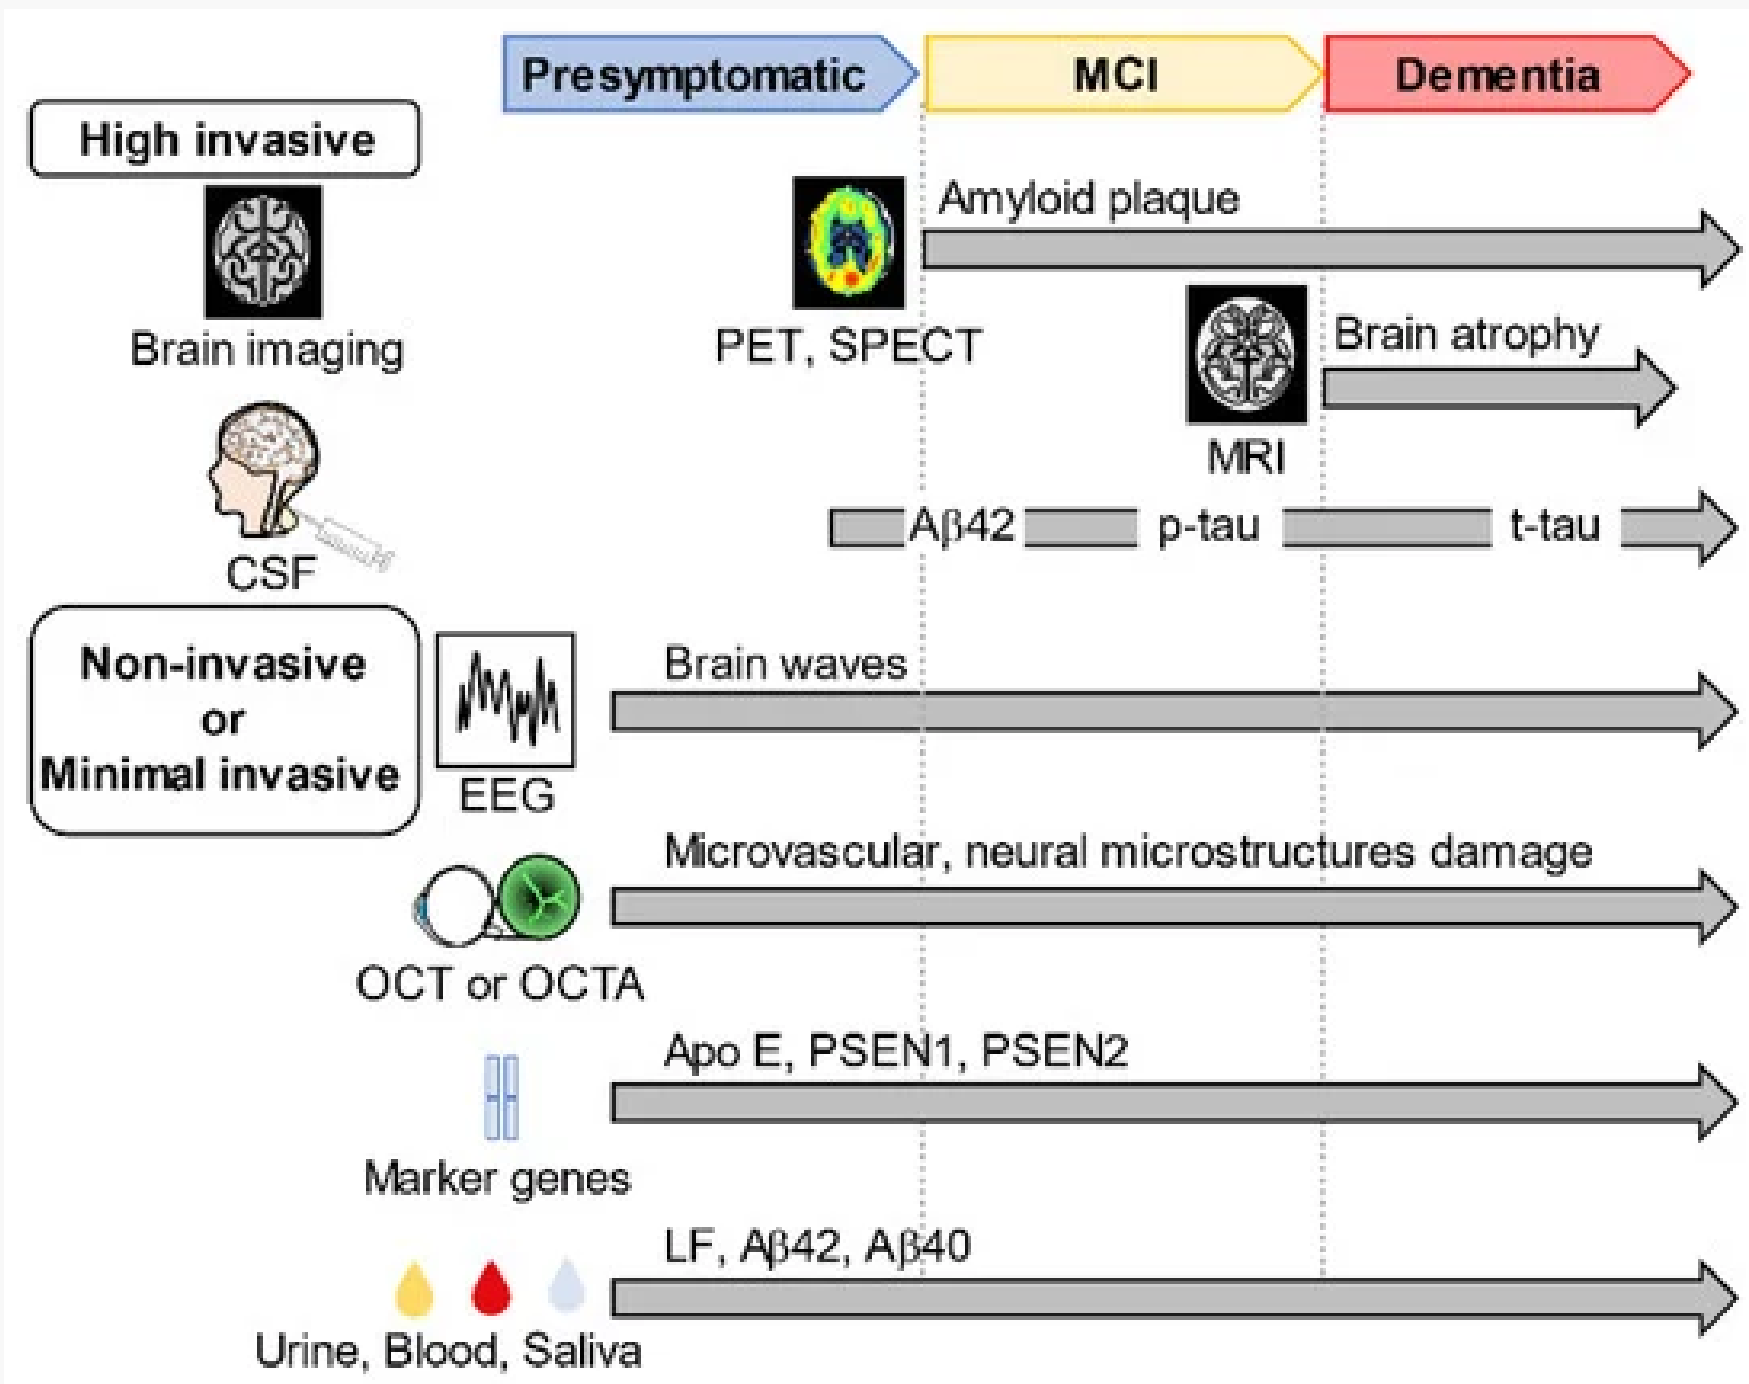 Presymptomatic
MCI
Dementia
High invasive
Brain imaging
PET, SPECT
Amyloid plaque
MRI
Brain atrophy
CSF
Aβ42
p-tau
t-tau
Non-invasive
or
Minimal invasive
EEG
Brain waves
OCT or OCTA
Microvascular, neural microstructures damage
Marker genes
Apo E, PSEN1, PSEN2
Urine, Blood, Saliva
LF, Aβ42, Aβ40